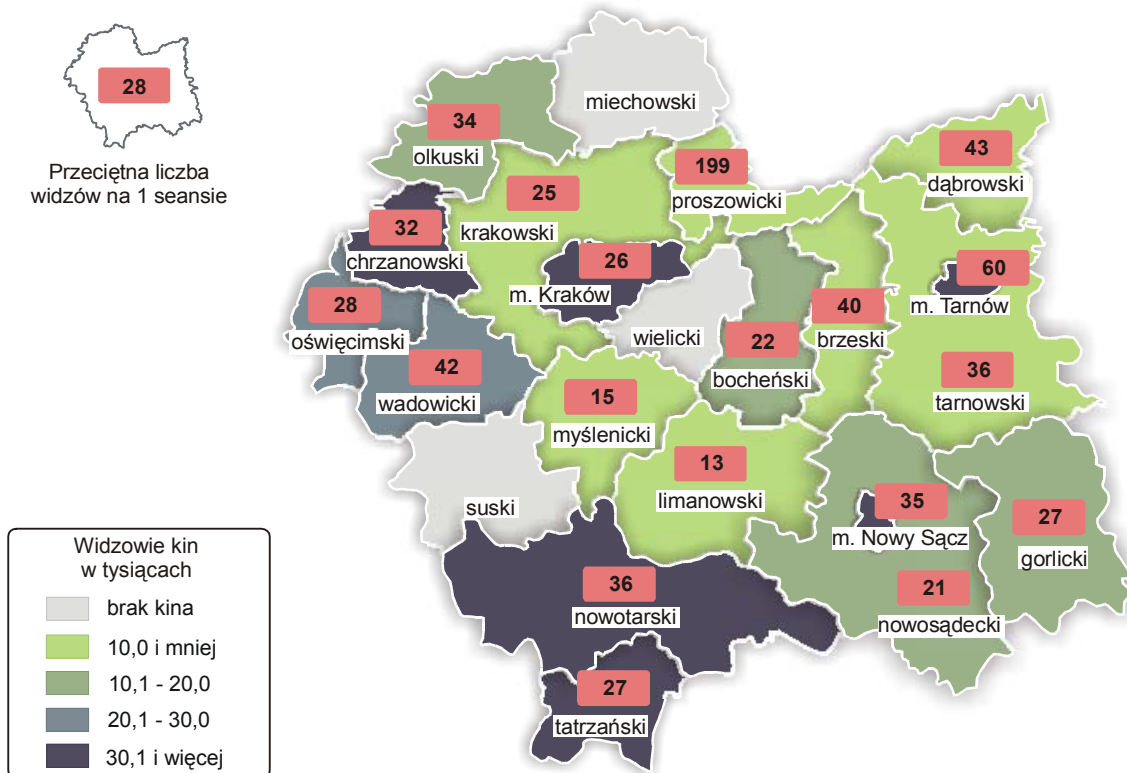 28
Przeciętna liczba
widzów na 1 seansie
miechowski
34
olkuski
199
proszowicki
43
dąbrowski
25
krakowski
32
chrzanowski
26
m. Kraków
60
m. Tarnów
28
oświęcimski
wielicki
40
brzeski
22
bocheński
42
wadowicki
36
tarnowski
15
myślenicki
13
limanowski
suski
35
m. Nowy Sącz
27
gorlicki
36
nowotarski
21
nowosądecki
27
tatrzański
Widzowie kin
w tysiącach
brak kina
10,0 i mniej
10,1 - 20,0
20,1 - 30,0
30,1 i więcej